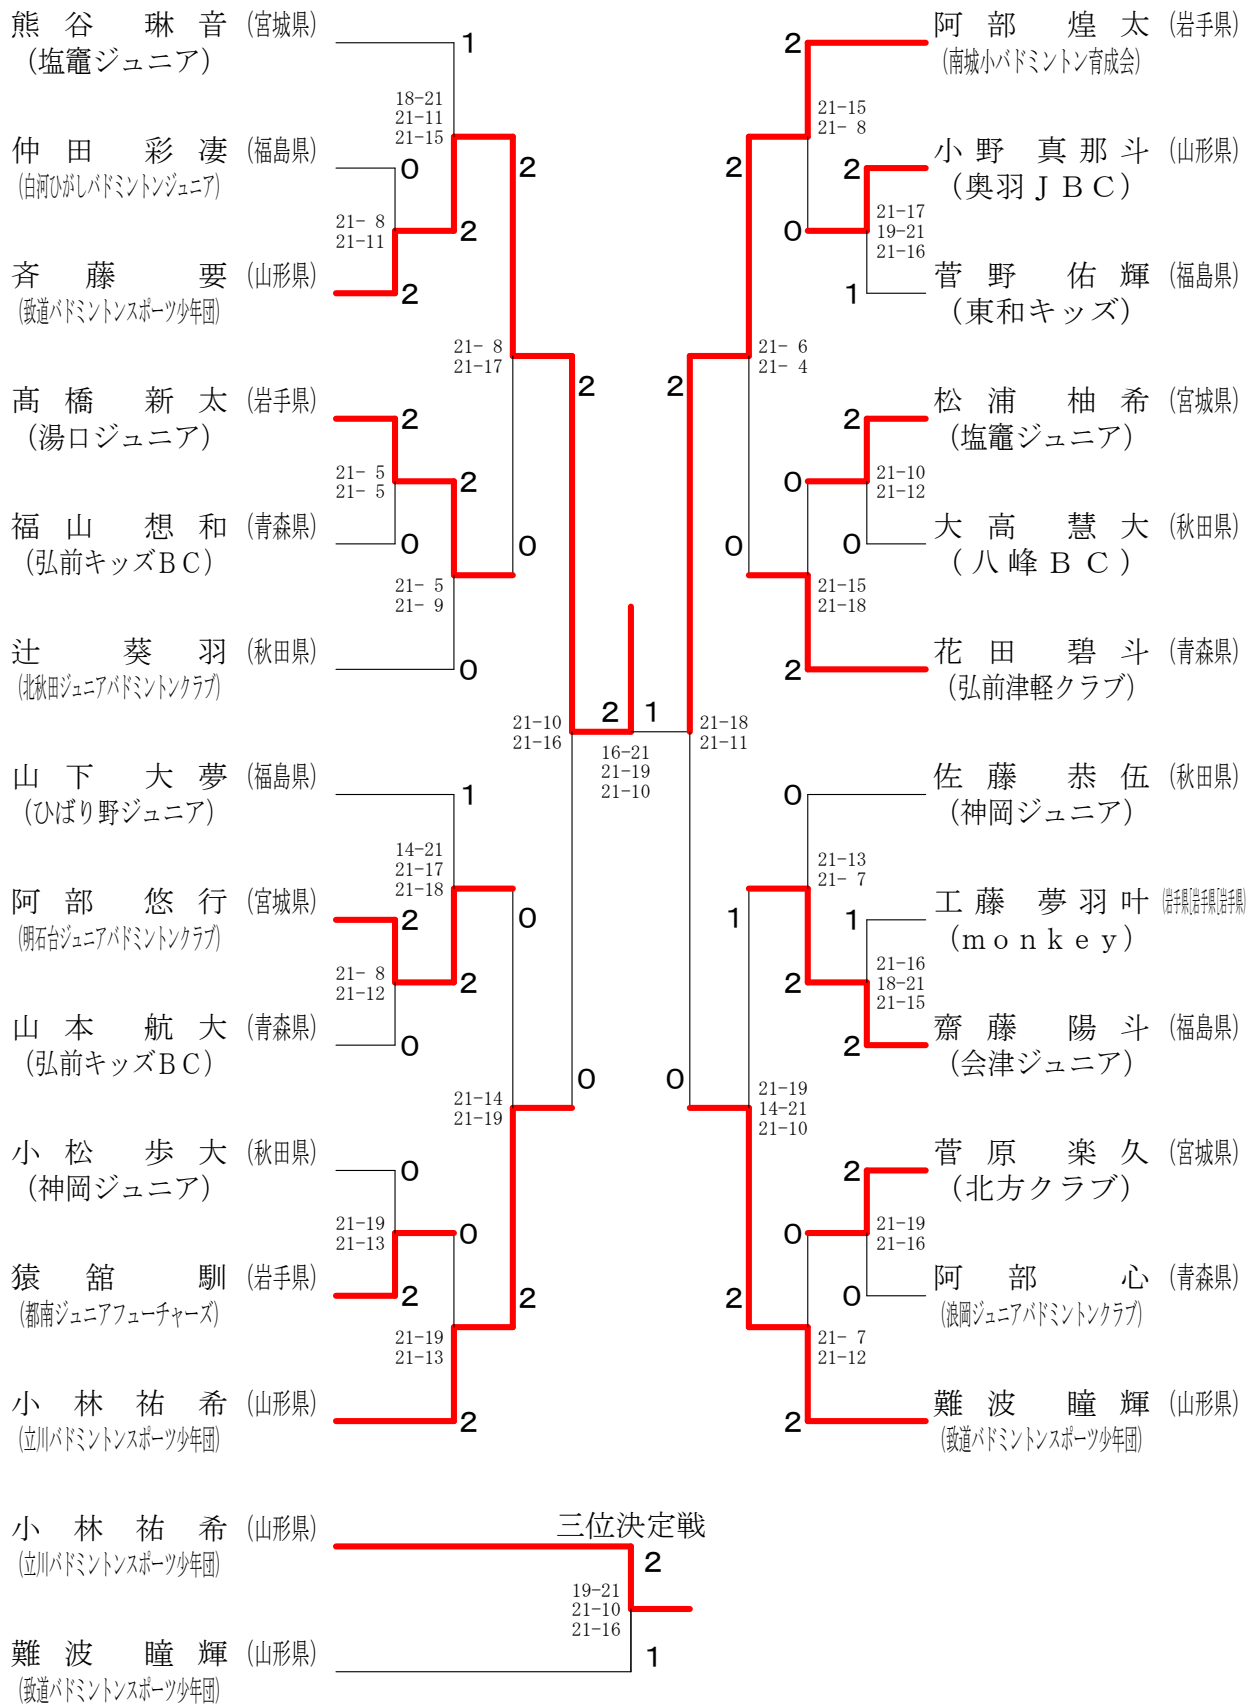 熊谷 琳音 (宮城県)
(塩竈ジュニア)
1
18-21
21-11
21-15
仲田 彩凄 (福島県)
(白河ひがしバドミントンジュニア)
0
2
21- 8
21-11
2
斉藤 要 (山形県)
(致道バドミントンスポーツ少年団)
2
21- 8
21-17
2
髙橋 新太 (岩手県)
(湯口ジュニア)
2
21- 5
21- 5
2
福山 想和 (青森県)
(弘前キッズBC)
0
0
21- 5
21- 9
辻 葵羽 (秋田県)
(北秋田ジュニアバドミントンクラブ)
0
21-10
21-16
山下 大夢 (福島県)
(ひばり野ジュニア)
1
14-21
21-17
21-18
阿部 悠行 (宮城県)
(明石台ジュニアバドミントンクラブ)
2
0
21- 8
21-12
2
山本 航大 (青森県)
(弘前キッズBC)
0
21-14
21-19
0
小松 歩大 (秋田県)
(神岡ジュニア)
0
21-19
21-13
0
猿舘 馴 (岩手県)
(都南ジュニアフューチャーズ)
2
2
21-19
21-13
小林 祐希 (山形県)
(立川バドミントンスポーツ少年団)
2
2 1
16-21
21-19
21-10
2
阿部 煌太 (岩手県)
(南城小バドミントン育成会)
21-15
21- 8
2
2
小野 真那斗 (山形県)
(奥羽JBC)
0
21-17
19-21
21-16
1
菅野 佑輝 (福島県)
(東和キッズ)
2
21- 6
21- 4
2
松浦 柚希 (宮城県)
(塩竈ジュニア)
0
21-10
21-12
0
0
大高 慧大 (秋田県)
(八峰BC)
21-15
21-18
2
花田 碧斗 (青森県)
(弘前津軽クラブ)
21-18
21-11
0
佐藤 恭伍 (秋田県)
(神岡ジュニア)
21-13
21- 7
1
1
工藤 夢羽叶 (岩手県[岩手県[岩手県)
(monkey)
2
21-16
18-21
21-15
2
齋藤 陽斗 (福島県)
(会津ジュニア)
0
21-19
14-21
21-10
2
菅原 楽久 (宮城県)
(北方クラブ)
0
21-19
21-16
2
0
阿部 心 (青森県)
(浪岡ジュニアバドミントンクラブ)
21- 7
21-12
2
難波 瞳輝 (山形県)
(致道バドミントンスポーツ少年団)
三位決定戦
小林 祐希 (山形県)
(立川バドミントンスポーツ少年団)
2
19-21
21-10
21-16
難波 瞳輝 (山形県)
(致道バドミントンスポーツ少年団)
1